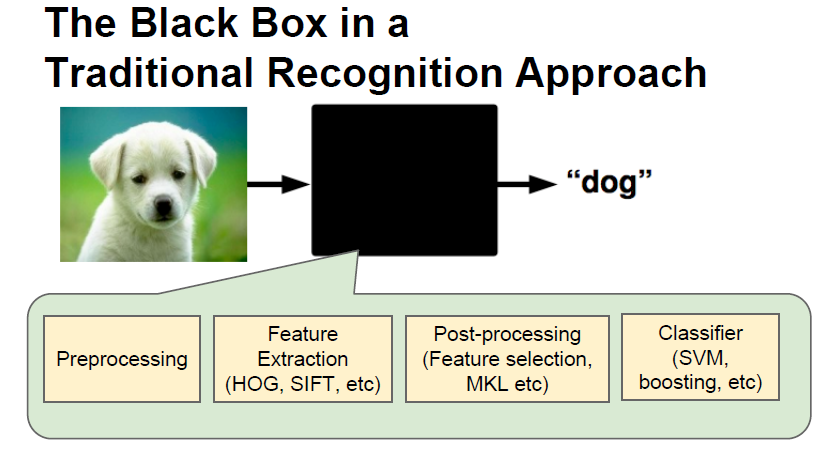 The Black Box in a
Traditional Recognition Approach
“dog”
Preprocessing
Feature
Extraction
(HOG, SIFT, etc)
Post-processing
(Feature selection,
MKL etc)
Classifier
(SVM,
boosting, etc)